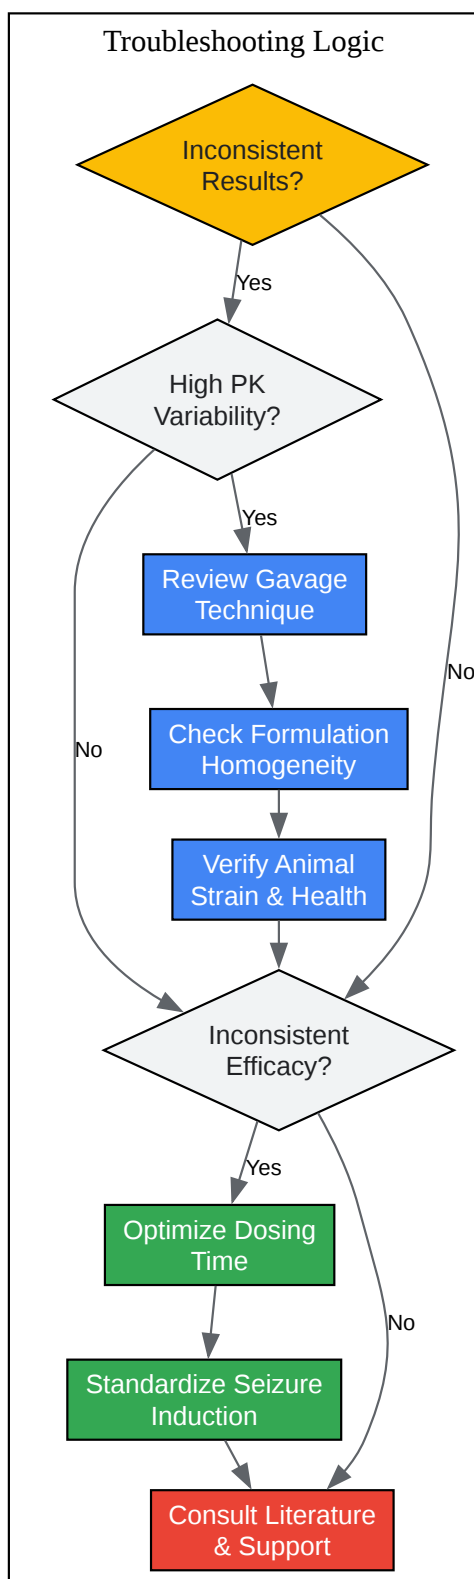 Troubleshooting Logic
Inconsistent
Results?
Yes
High PK
Variability?
Yes
Review Gavage
Technique
No
Check Formulation
Homogeneity
No
Verify Animal
Strain & Health
Inconsistent
Efficacy?
Yes
Optimize Dosing
Time
No
Standardize Seizure
Induction
Consult Literature
& Support